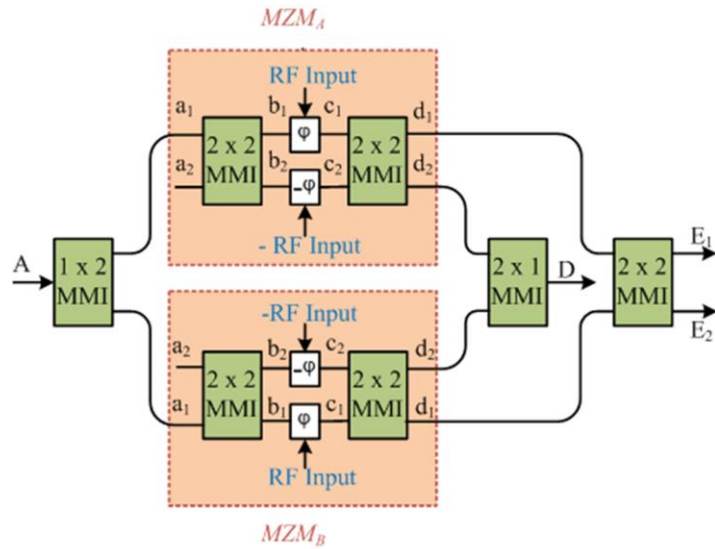 MZM_A
RF Input
a₁ b₁ c₁ d₁
2 x 2 MMI φ 2 x 2 MMI
a₂ b₂ c₂ d₂
-φ
- RF Input
A 1 x 2 MMI 2 x 1 MMI D 2 x 2 MMI E₁
E₂
-RF Input
a₂ b₂ c₂ d₂
2 x 2 MMI -φ 2 x 2 MMI
a₁ b₁ c₁ d₁
φ
RF Input
MZM_B